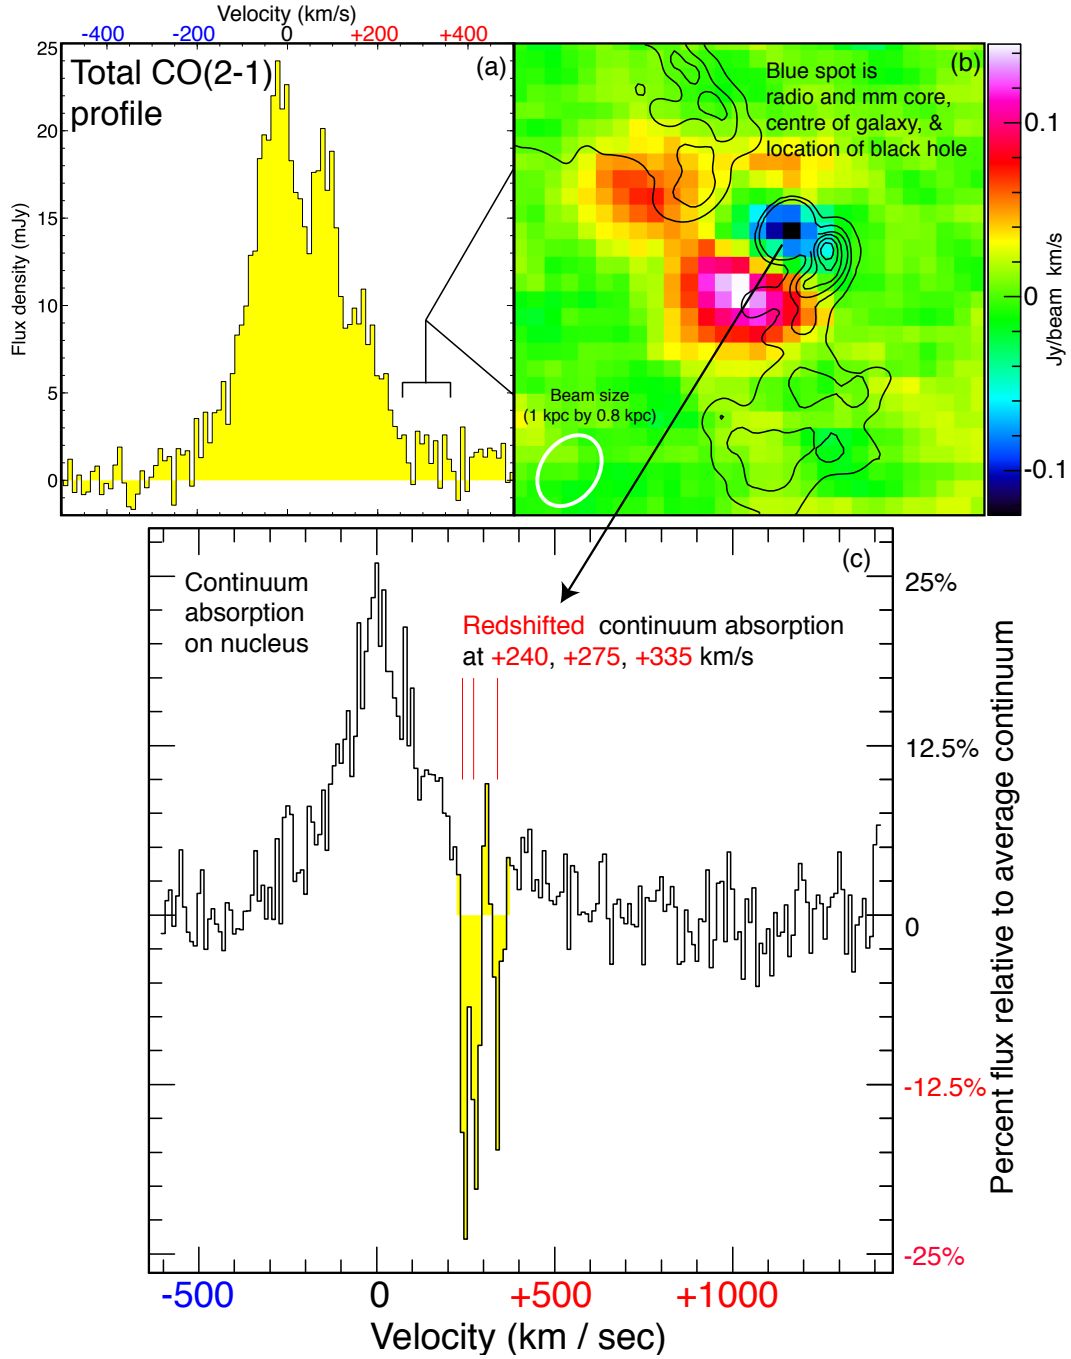 Velocity (km/s)
-400 -200 0 +200 +400
25
20
15
10
5
0
Flux density (mJy)
Total CO(2-1)
profile
(a)
(b)
Blue spot is
radio and mm core,
centre of galaxy, &
location of black hole
Beam size
(1 kpc by 0.8 kpc)
0.1
0
-0.1
Jy/beam km/s
(c)
Continuum
absorption
on nucleus
Redshifted continuum absorption
at +240, +275, +335 km/s
25%
12.5%
0
-12.5%
-25%
Percent flux relative to average continuum
-500 0 +500 +1000
Velocity (km / sec)